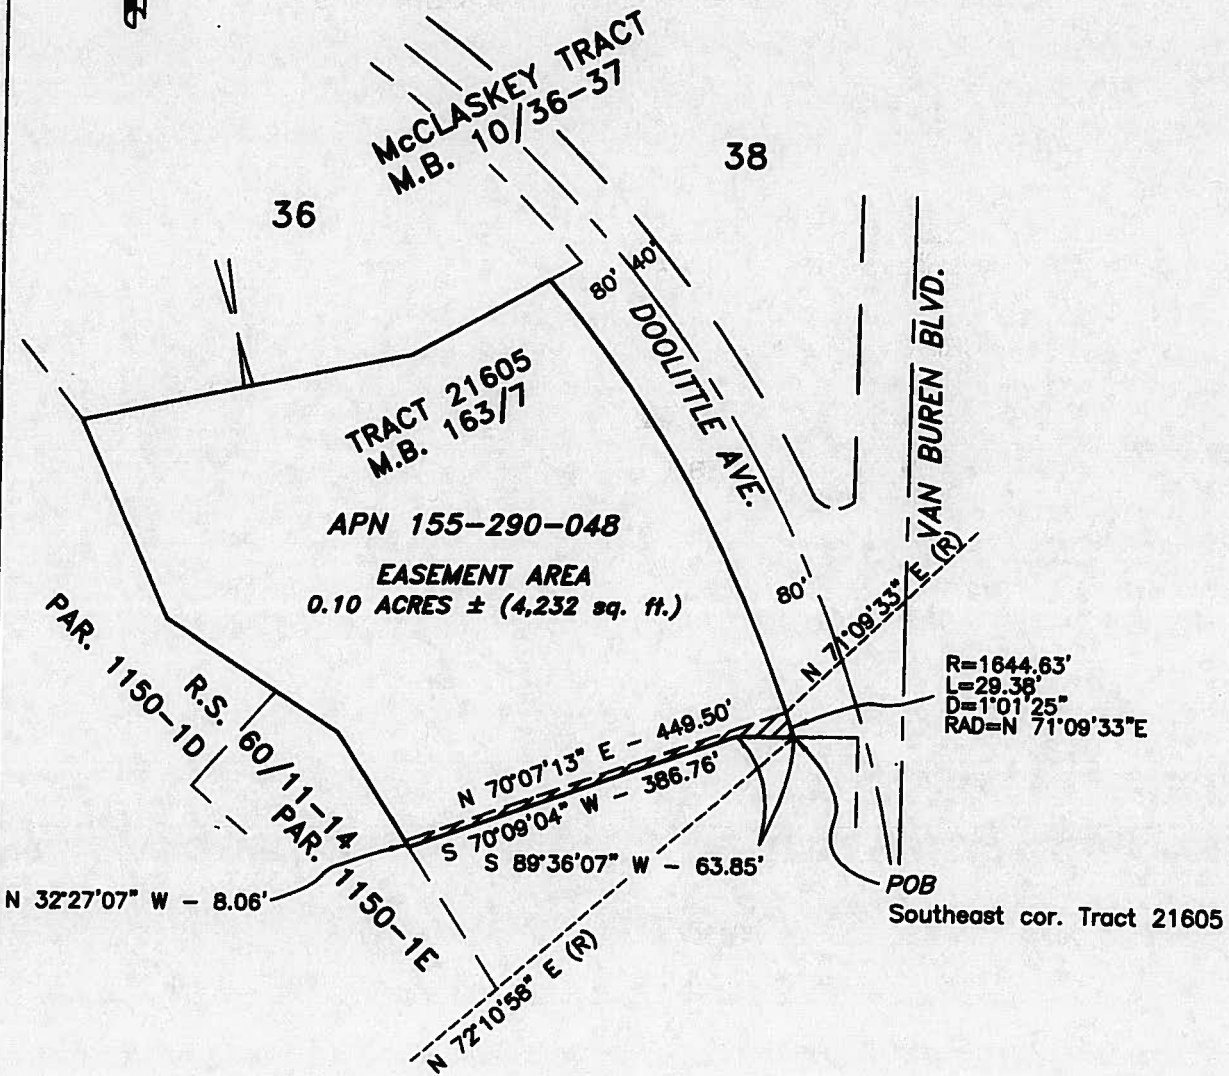 McCLASKEY TRACT
M.B. 10/36-37
38
36
80' 40'
DOOLITTLE AVE.
VAN BUREN BLVD.
TRACT 21605
M.B. 163/7
APN 155-290-048
EASEMENT AREA
0.10 ACRES ± (4,232 sq. ft.)
80'
N 71°09'33" E (R)
PAR. 1150-1D
R.S. 60/11-14
PAR. 1150-1E
R=1644.63'
L=29.38'
D=1°01'25"
RAD=N 71°09'33"E
N 70°07'13" E - 449.50'
S 70°09'04" W - 386.76'
S 89°36'07" W - 63.85'
N 32°27'07" W - 8.06'
POB
Southeast cor. Tract 21605
N 72°10'58" E (R)